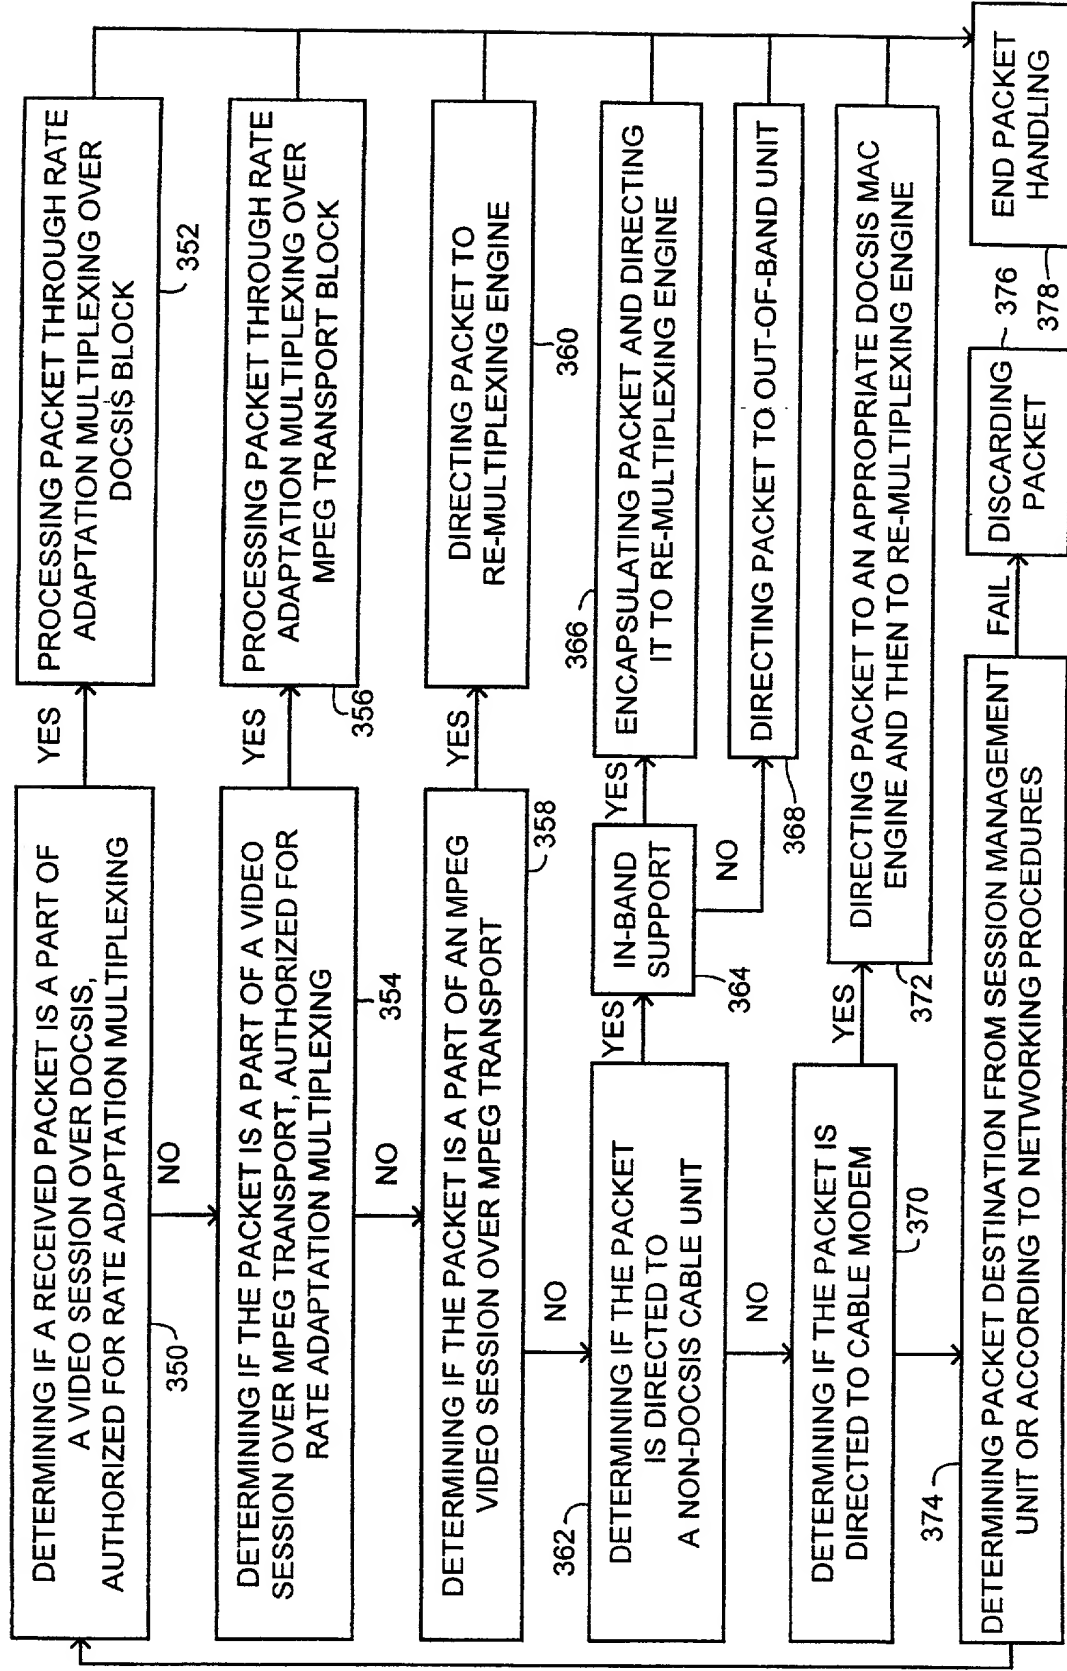 DETERMINING IF A RECEIVED PACKET IS A PART OF
A VIDEO SESSION OVER DOCSIS,
AUTHORIZED FOR RATE ADAPTATION MULTIPLEXING
350
YES
PROCESSING PACKET THROUGH RATE
ADAPTATION MULTIPLEXING OVER
DOCSIS BLOCK
352
NO
DETERMINING IF THE PACKET IS A PART OF A VIDEO
SESSION OVER MPEG TRANSPORT, AUTHORIZED FOR
RATE ADAPTATION MULTIPLEXING
354
YES
PROCESSING PACKET THROUGH RATE
ADAPTATION MULTIPLEXING OVER
MPEG TRANSPORT BLOCK
356
NO
DETERMINING IF THE PACKET IS A PART OF AN MPEG
VIDEO SESSION OVER MPEG TRANSPORT
358
YES
DIRECTING PACKET TO
RE-MULTIPLEXING ENGINE
360
NO
362
DETERMINING IF THE PACKET
IS DIRECTED TO
A NON-DOCSIS CABLE UNIT
YES
IN-BAND
SUPPORT
364
YES
366
ENCAPSULATING PACKET AND DIRECTING
IT TO RE-MULTIPLEX ENGINE
NO
368
DIRECTING PACKET TO OUT-OF-BAND UNIT
NO
DETERMINING IF THE PACKET IS
DIRECTED TO CABLE MODEM
370
YES
372
DIRECTING PACKET TO AN APPROPRIATE DOCSIS MAC
ENGINE AND THEN TO RE-MULTIPLEXING ENGINE
374
DETERMINING PACKET DESTINATION FROM SESSION MANAGEMENT
UNIT OR ACCORDING TO NETWORKING PROCEDURES
FAIL
DISCARDING
PACKET
376
378
END PACKET
HANDLING